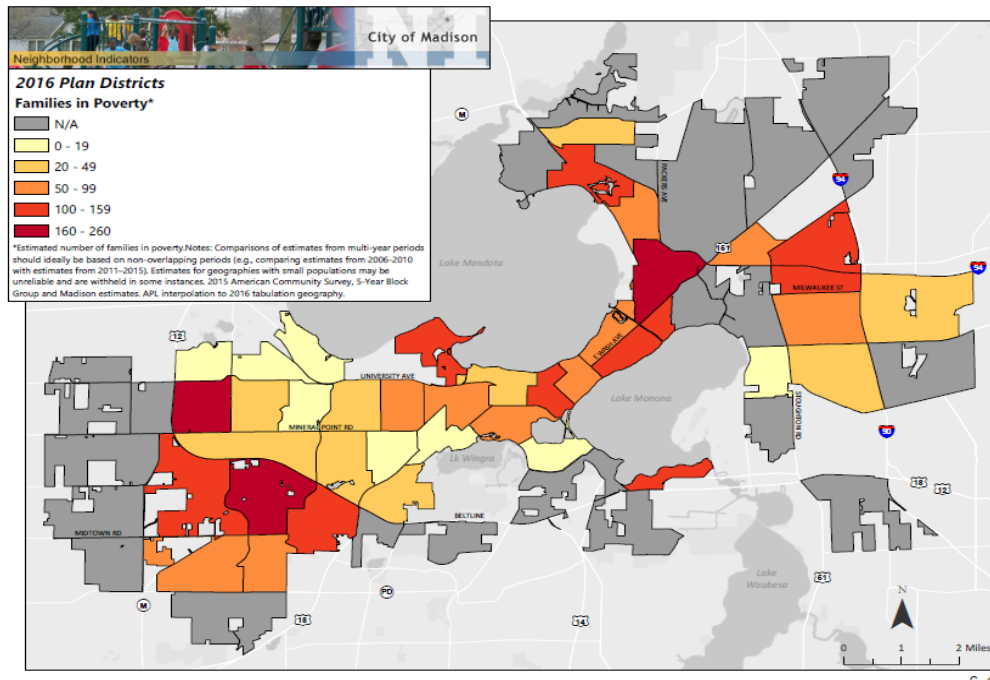 City of Madison
Neighborhood Indicators
2016 Plan Districts
Families in Poverty*
N/A
0 - 19
20 - 49
50 - 99
100 - 159
160 - 260
*Estimated number of families in poverty.Notes: Comparisons of estimates from multi-year periods
should ideally be based on non-overlapping periods (e.g., comparing estimates from 2006-2010
with estimates from 2011–2015). Estimates for geographies with small populations may be
unreliable and are withheld in some instances. 2015 American Community Survey, 5-Year Block
Group and Madison estimates. APL interpolation to 2016 tabulation geography.
M
PACKERS AVE
94
151
Lake Mendota
94
MILWAUKEE ST
12
E WASH AVE
UNIVERSITY AVE
Lake Monona
STOUGHTON RD
MINERAL POINT RD
90
Lk Wingra
18
12
BELTLINE
MIDTOWN RD
Lake
Waubesa
51
PD
N
M
18
14
0 1 2 Miles